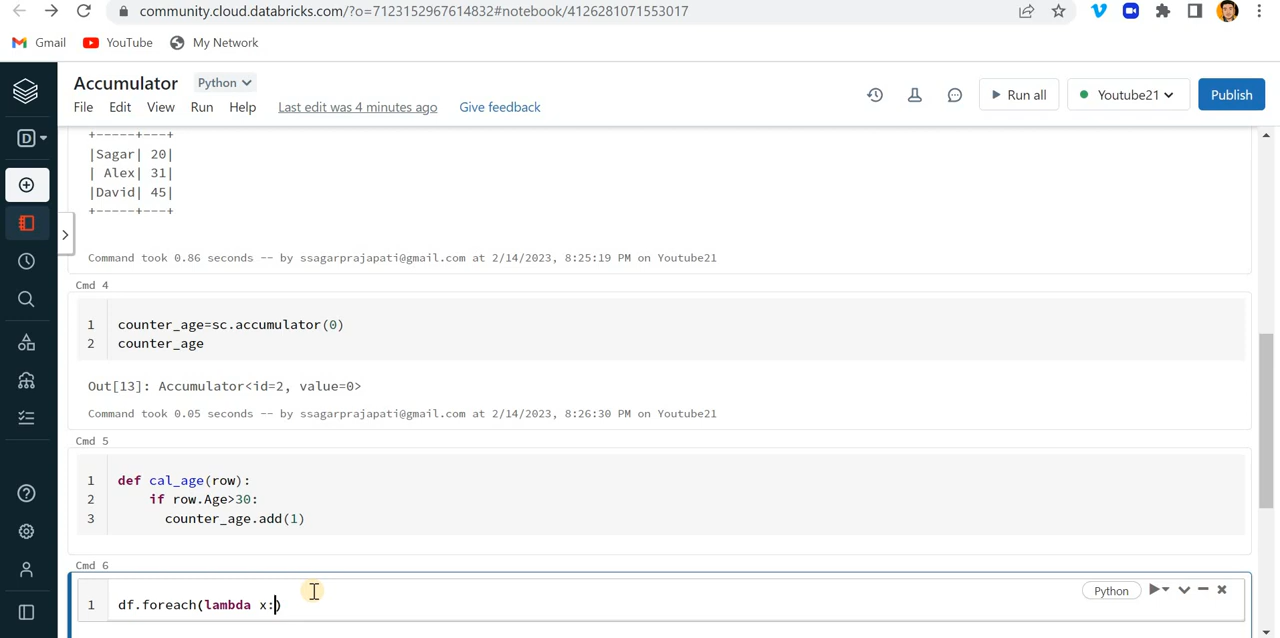 community.cloud.databricks.com/?o=7123152967614832#notebook/4126281071553017
Gmail YouTube My Network
Accumulator Python
File Edit View Run Help Last edit was 4 minutes ago Give feedback
Run all Youtube21 Publish
D
+-----+---+
|Sagar| 20|
| Alex| 31|
|David| 45|
+-----+---+
Command took 0.86 seconds -- by ssagarprajapati@gmail.com at 2/14/2023, 8:25:19 PM on Youtube21
Cmd 4
1 counter_age=sc.accumulator(0)
2 counter_age
Out[13]: Accumulator<id=2, value=0>
Command took 0.05 seconds -- by ssagarprajapati@gmail.com at 2/14/2023, 8:26:30 PM on Youtube21
Cmd 5
1 def cal_age(row):
2 if row.Age>30:
3 counter_age.add(1)
Cmd 6
Python
1 df.foreach(lambda x:)